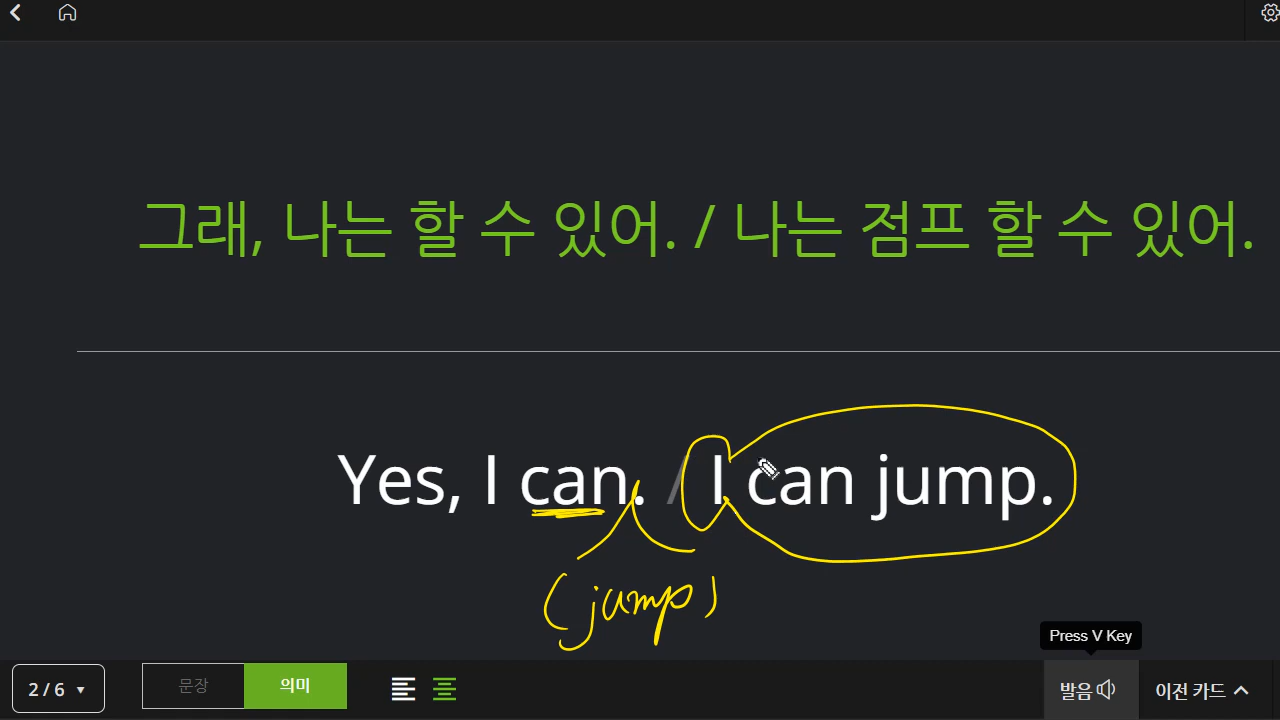 그래, 나는 할 수 있어. / 나는 점프 할 수 있어.
Yes, I can. / I can jump.
(jump)
Press V Key
2 / 6 문장 의미 발음 이전 카드